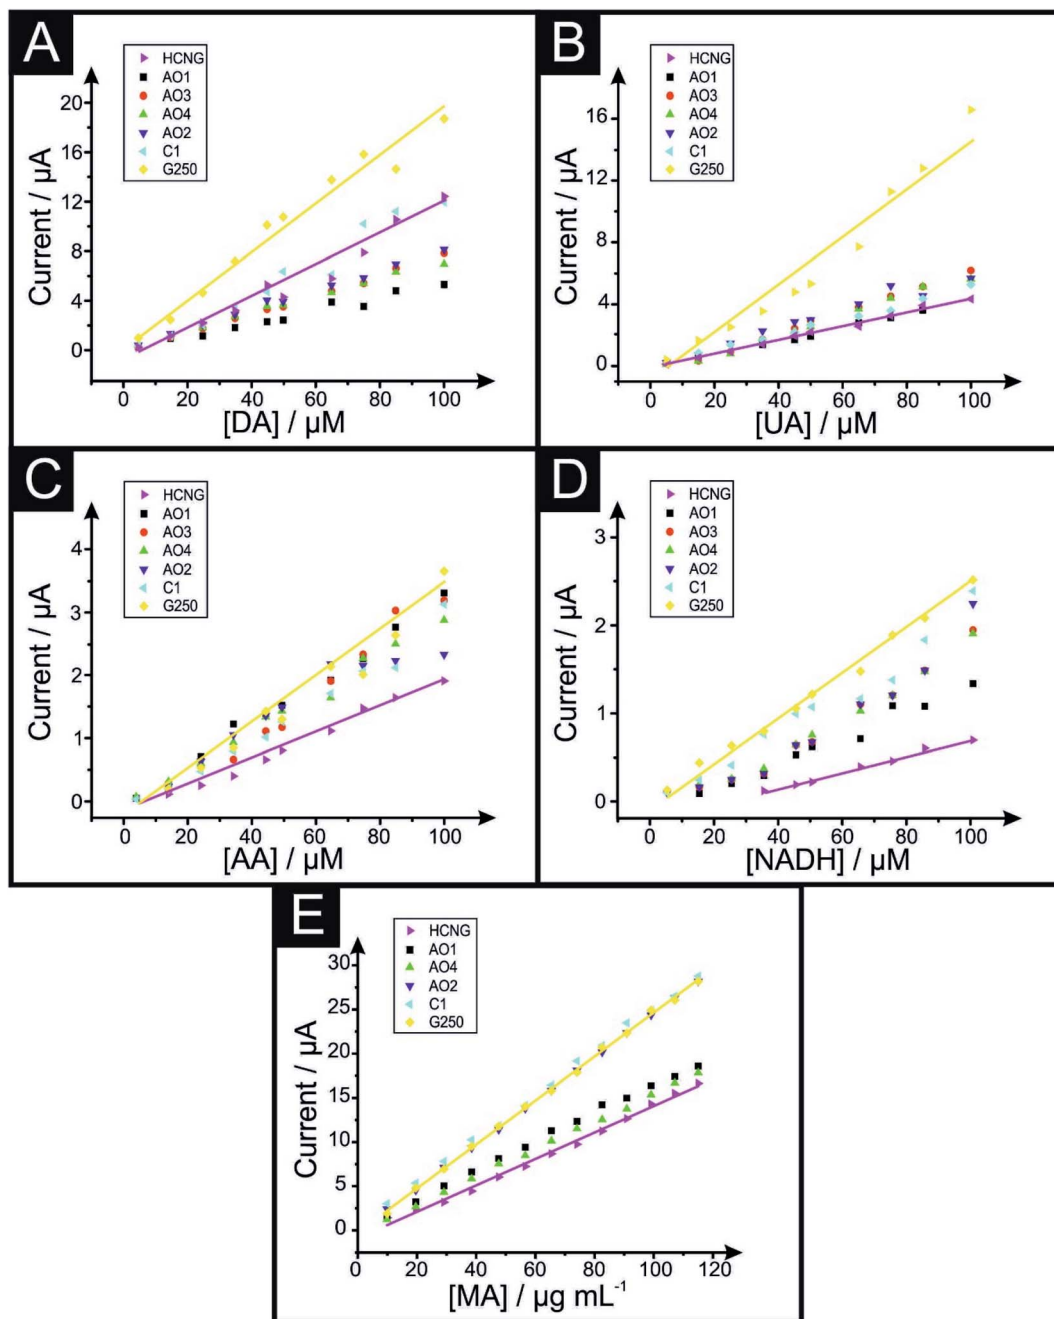 A
HCNG
AO1
AO3
AO4
AO2
C1
G250
20
16
12
8
4
0
Current / µA
0 20 40 60 80 100
[DA] / µM
B
HCNG
AO1
AO3
AO4
AO2
C1
G250
16
12
8
4
0
Current / µA
0 20 40 60 80 100
[UA] / µM
C
HCNG
AO1
AO3
AO4
AO2
C1
G250
4
3
2
1
0
Current / µA
0 20 40 60 80 100
[AA] / µM
D
HCNG
AO1
AO3
AO4
AO2
C1
G250
3
2
1
0
Current / µA
0 20 40 60 80 100
[NADH] / µM
E
HCNG
AO1
AO4
AO2
C1
G250
30
25
20
15
10
5
0
Current / µA
0 20 40 60 80 100 120
[MA] / µg mL⁻¹